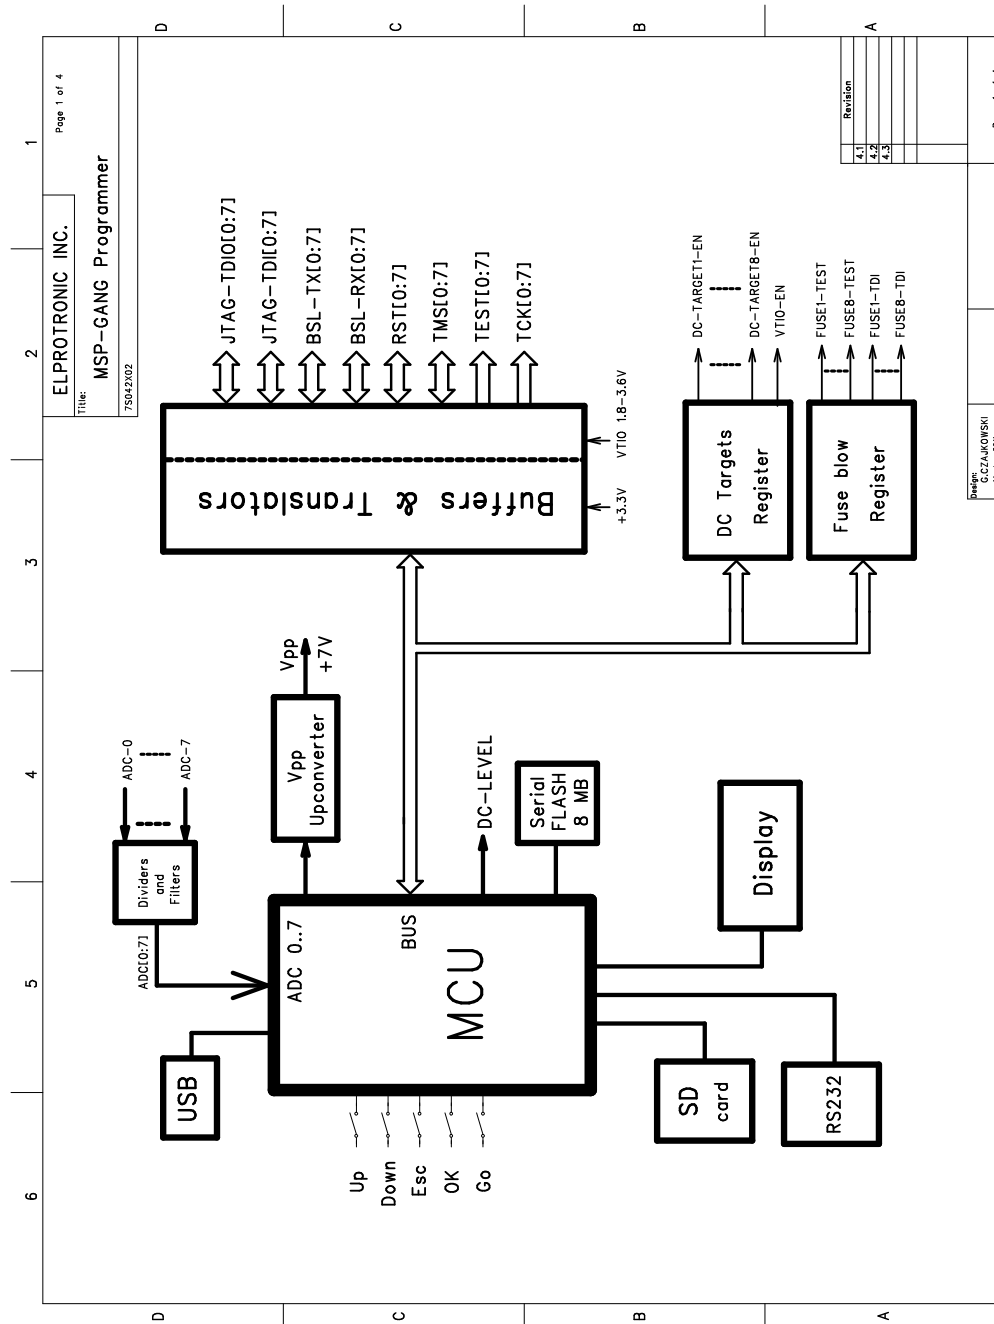 ELPROTRONIC INC.
Page 1 of 4
Title:
MSP-GANG Programmer
7S042X02
1
2
3
4
5
6
D
C
B
A
D
C
B
A
USB
ADC[0:7]
Dividers
and
Filters
ADC-0
ADC-7
Vpp
Upconverter
Vpp
+7V
ADC 0..7
BUS
MCU
Up
Down
Esc
OK
Go
DC-LEVEL
Serial
FLASH
8 MB
Display
SD
card
RS232
Buffers & Translators
+3.3V
VTIO 1.8-3.6V
JTAG-TDIO[0:7]
JTAG-TDI[0:7]
BSL-TX[0:7]
BSL-RX[0:7]
RST[0:7]
TMS[0:7]
TEST[0:7]
TCK[0:7]
DC Targets
Register
DC-TARGET1-EN
DC-TARGET8-EN
VTIO-EN
Fuse blow
Register
FUSE1-TEST
FUSE8-TEST
FUSE1-TDI
FUSE8-TDI
Revision
4.1
4.2
4.3
Design:
G.CZAJKOWSKI